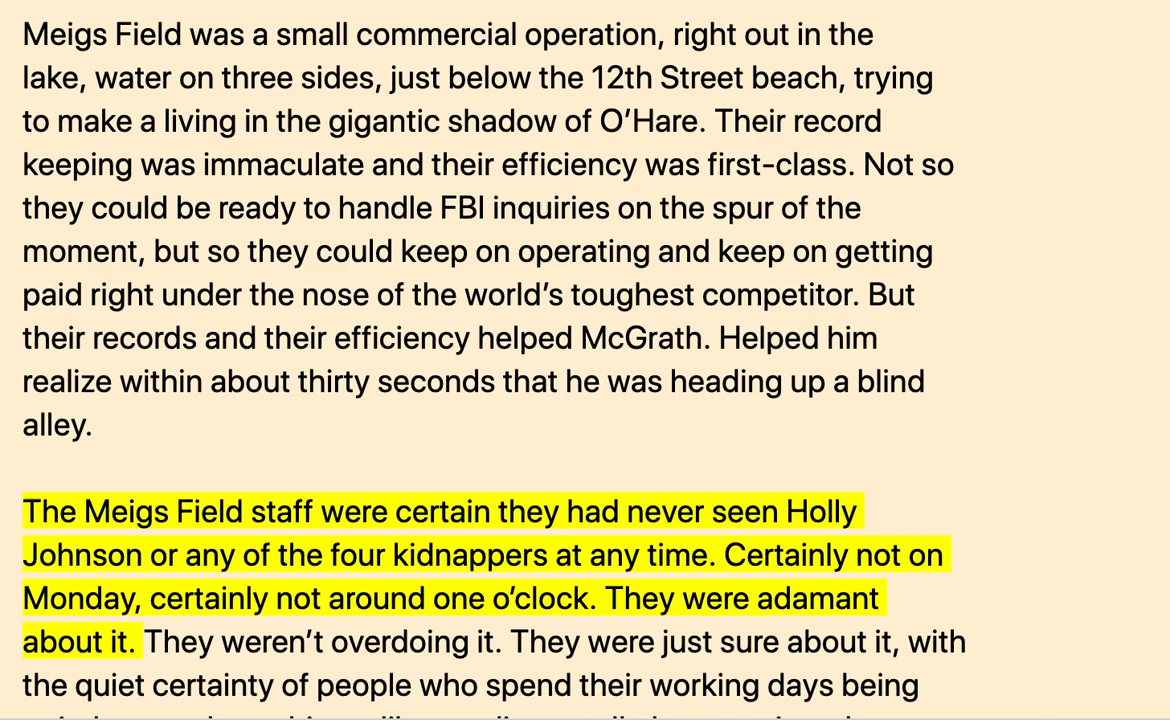 Meigs Field was a small commercial operation, right out in the
lake, water on three sides, just below the 12th Street beach, trying
to make a living in the gigantic shadow of O’Hare. Their record
keeping was immaculate and their efficiency was first-class. Not so
they could be ready to handle FBI inquiries on the spur of the
moment, but so they could keep on operating and keep on getting
paid right under the nose of the world’s toughest competitor. But
their records and their efficiency helped McGrath. Helped him
realize within about thirty seconds that he was heading up a blind
alley.
The Meigs Field staff were certain they had never seen Holly
Johnson or any of the four kidnappers at any time. Certainly not on
Monday, certainly not around one o’clock. They were adamant
about it. They weren’t overdoing it. They were just sure about it, with
the quiet certainty of people who spend their working days being